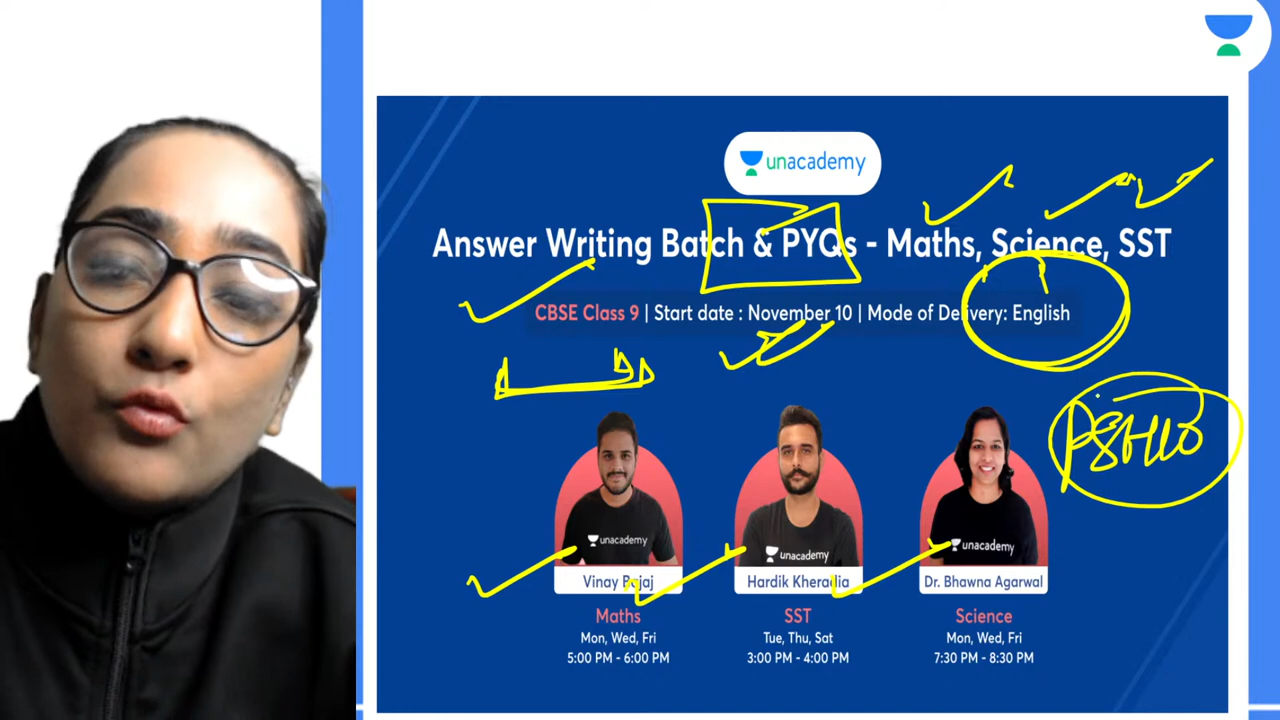 unacademy
Answer Writing Batch & PYQs - Maths, Science, SST
CBSE Class 9 | Start date : November 10 | Mode of Delivery: English
unacademy
unacademy
unacademy
Vinay Bajaj
Hardik Kheradia
Dr. Bhawna Agarwal
Maths
SST
Science
Mon, Wed, Fri
Tue, Thu, Sat
Mon, Wed, Fri
5:00 PM - 6:00 PM
3:00 PM - 4:00 PM
7:30 PM - 8:30 PM